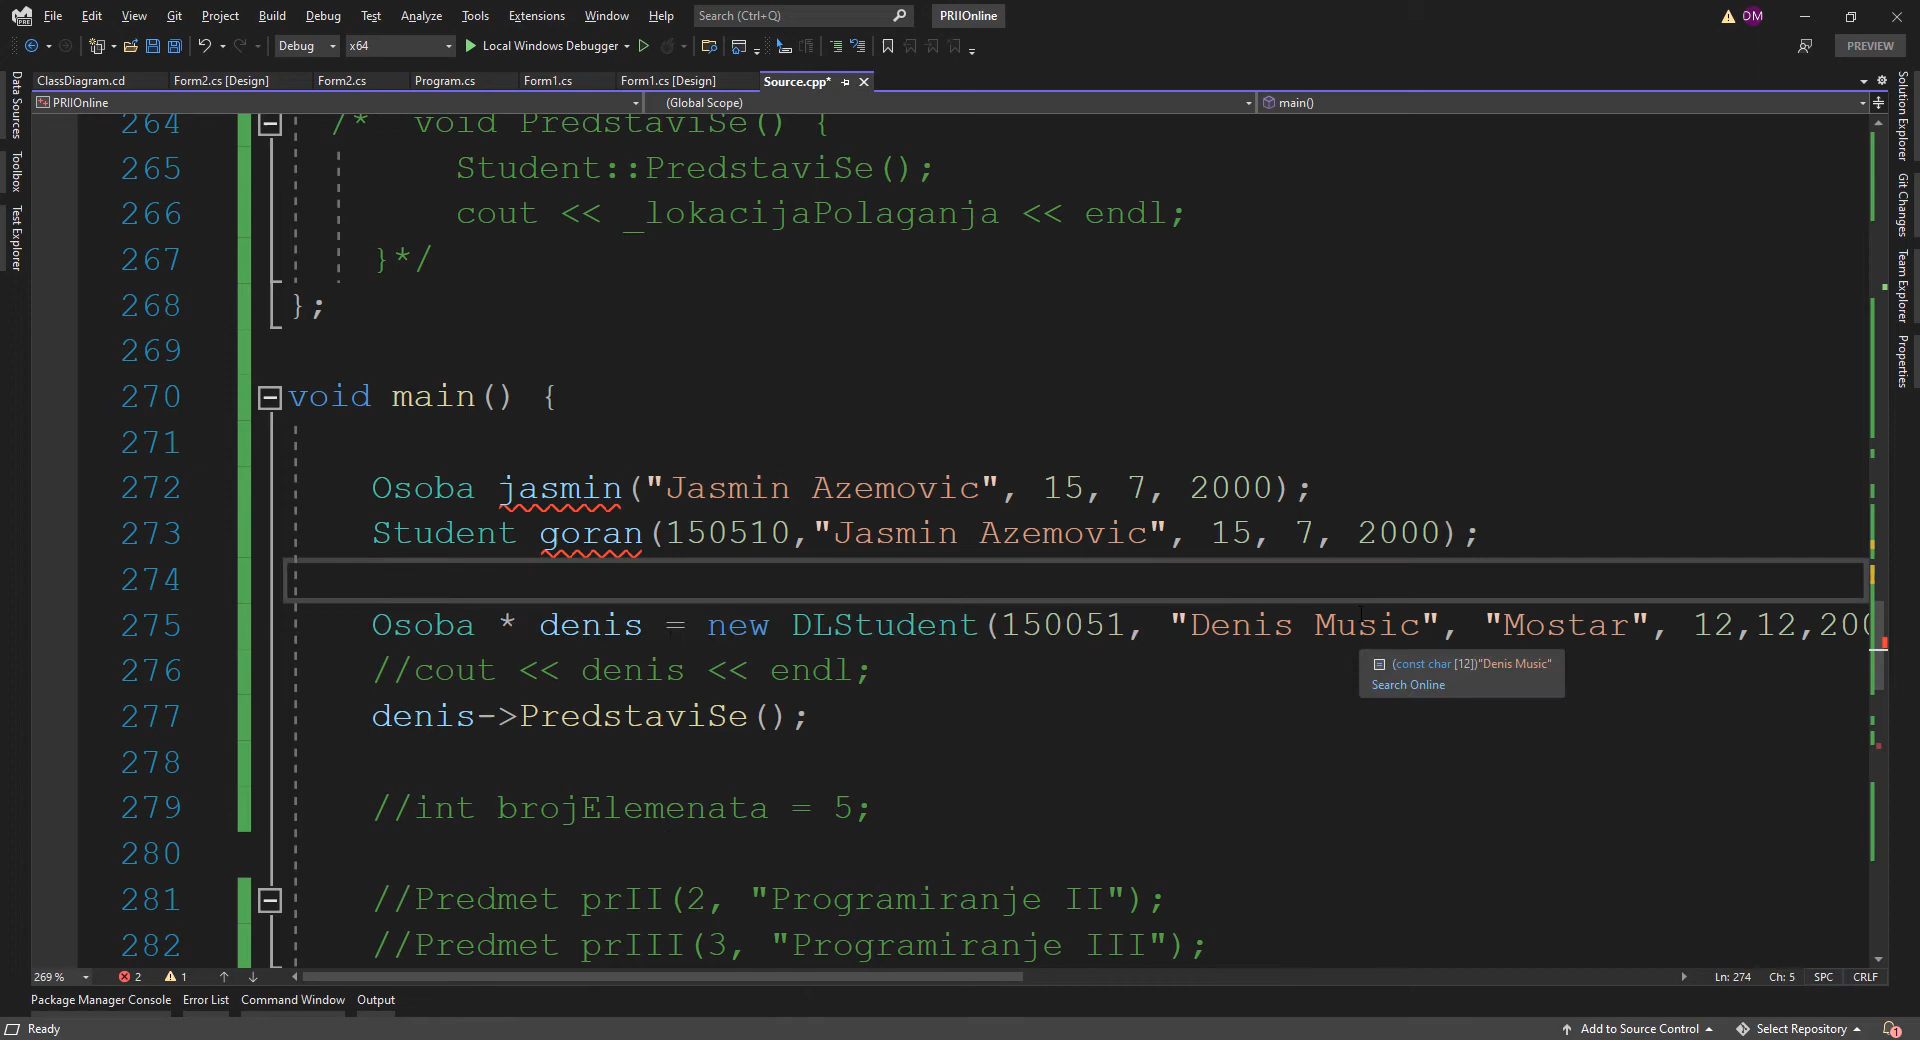 File Edit View Git Project Build Debug Test Analyze Tools Extensions Window Help Search (Ctrl+Q) PRIIOnline DM
Debug x64 Local Windows Debugger PREVIEW
ClassDiagram.cd Form2.cs [Design] Form2.cs Program.cs Form1.cs Form1.cs [Design] Source.cpp*
PRIIOnline (Global Scope) main()
Data Sources
Toolbox
Test Explorer
264 /* void PredstaviSe() {
265 Student::PredstaviSe();
266 cout << _lokacijaPolaganja << endl;
267 }*/
268 };
269
270 void main() {
271
272 Osoba jasmin("Jasmin Azemovic", 15, 7, 2000);
273 Student goran(150510,"Jasmin Azemovic", 15, 7, 2000);
274
275 Osoba * denis = new DLStudent(150051, "Denis Music", "Mostar", 12,12,200
276 //cout << denis << endl;
(const char [12])"Denis Music"
Search Online
277 denis->PredstaviSe();
278
279 //int brojElemenata = 5;
280
281 //Predmet prII(2, "Programiranje II");
282 //Predmet prIII(3, "Programiranje III");
Solution Explorer
Git Changes
Team Explorer
Properties
269 % 2 1 Ln: 274 Ch: 5 SPC CRLF
Package Manager Console Error List Command Window Output
Ready Add to Source Control Select Repository 1